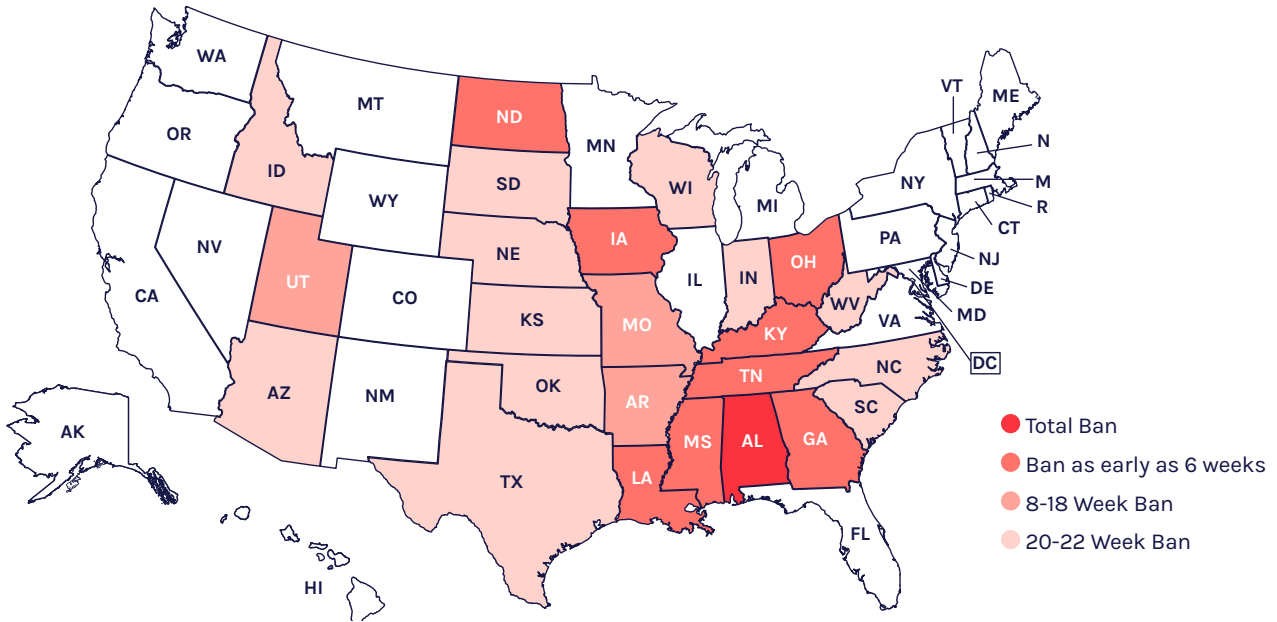 WA
OR
CA
NV
ID
MT
WY
UT
AZ
CO
NM
ND
SD
NE
KS
OK
TX
MN
IA
MO
AR
LA
WI
IL
MI
IN
OH
KY
TN
MS
AL
GA
FL
SC
NC
VA
WV
PA
NY
VT
ME
N
M
R
CT
NJ
DE
MD
DC
AK
HI
Total Ban
Ban as early as 6 weeks
8-18 Week Ban
20-22 Week Ban